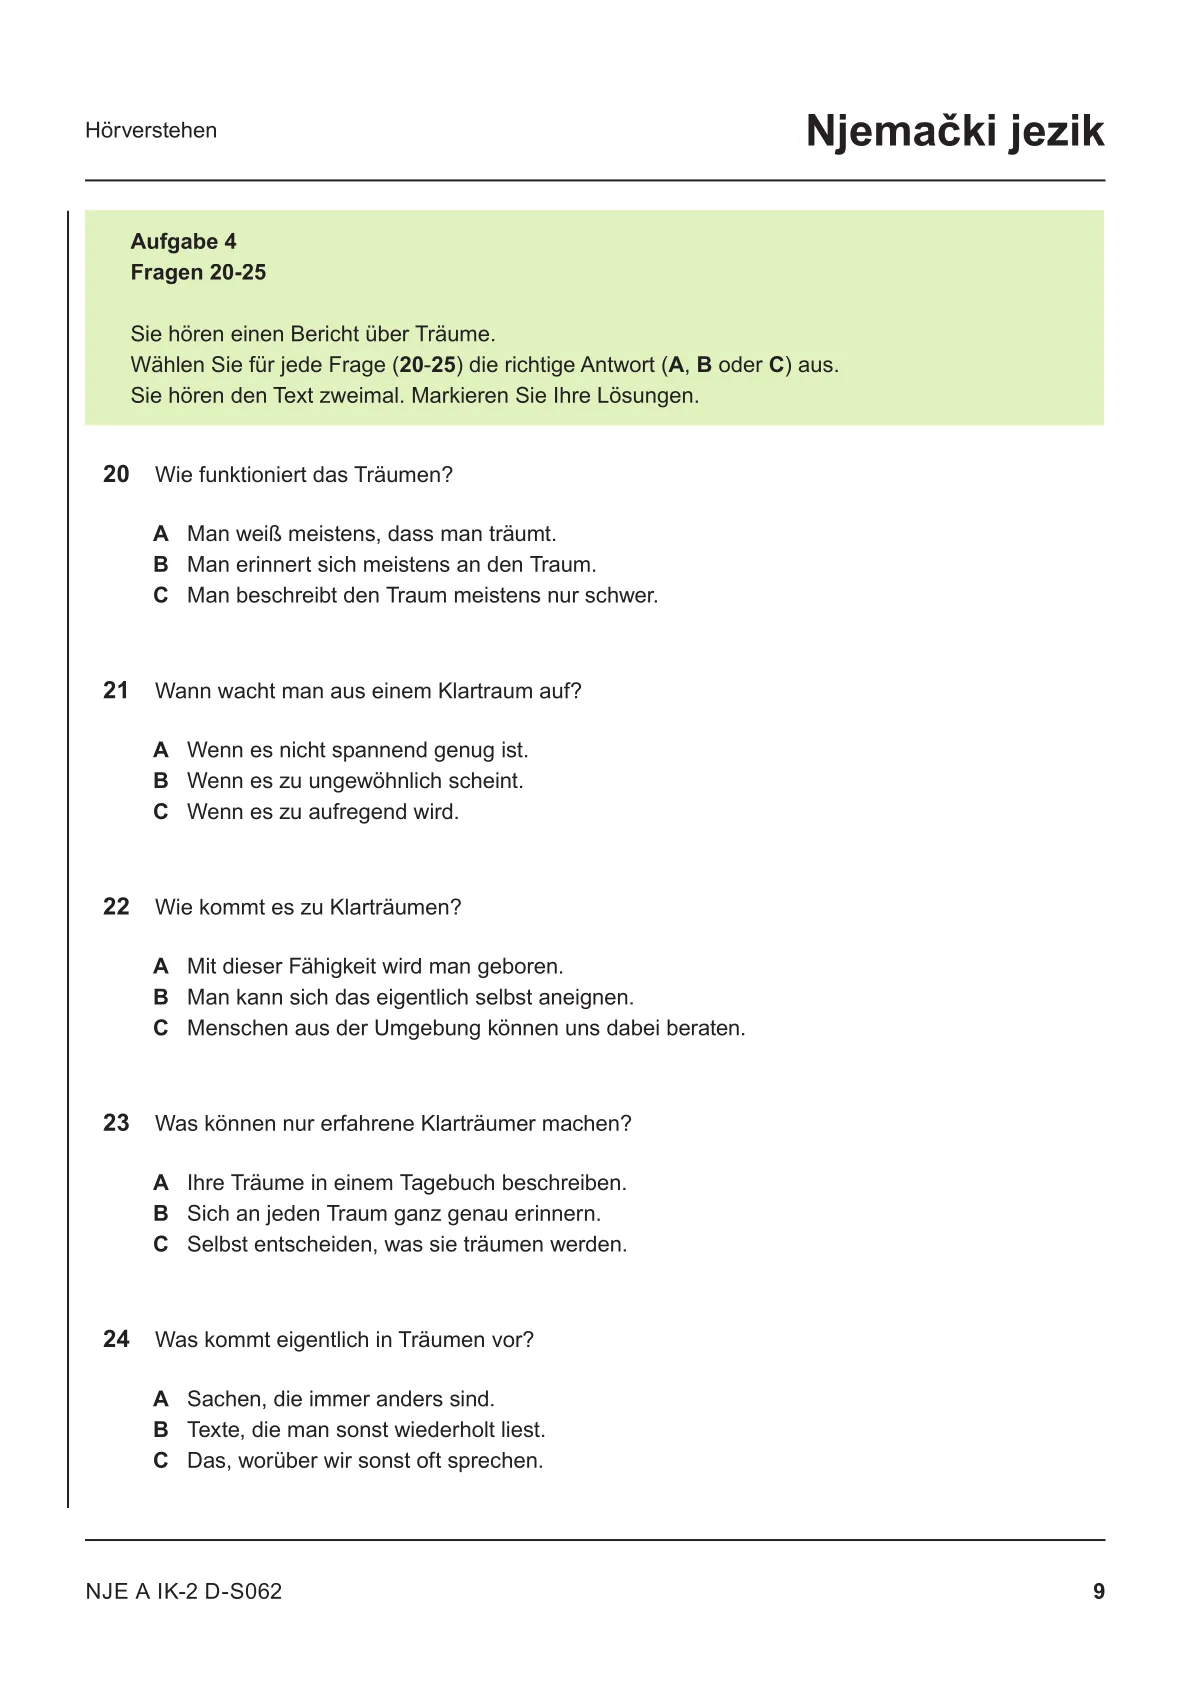 Hörverstehen
Njemački jezik
Aufgabe 4
Fragen 20-25
Sie hören einen Bericht über Träume.
Wählen Sie für jede Frage (20-25) die richtige Antwort (A, B oder C) aus.
Sie hören den Text zweimal. Markieren Sie Ihre Lösungen.
20 Wie funktioniert das Träumen?
A Man weiß meistens, dass man träumt.
B Man erinnert sich meistens an den Traum.
C Man beschreibt den Traum meistens nur schwer.
21 Wann wacht man aus einem Klartraum auf?
A Wenn es nicht spannend genug ist.
B Wenn es zu ungewöhnlich scheint.
C Wenn es zu aufregend wird.
22 Wie kommt es zu Klarträumen?
A Mit dieser Fähigkeit wird man geboren.
B Man kann sich das eigentlich selbst aneignen.
C Menschen aus der Umgebung können uns dabei beraten.
23 Was können nur erfahrene Klarträumer machen?
A Ihre Träume in einem Tagebuch beschreiben.
B Sich an jeden Traum ganz genau erinnern.
C Selbst entscheiden, was sie träumen werden.
24 Was kommt eigentlich in Träumen vor?
A Sachen, die immer anders sind.
B Texte, die man sonst wiederholt liest.
C Das, worüber wir sonst oft sprechen.
NJE A IK-2 D-S062
9